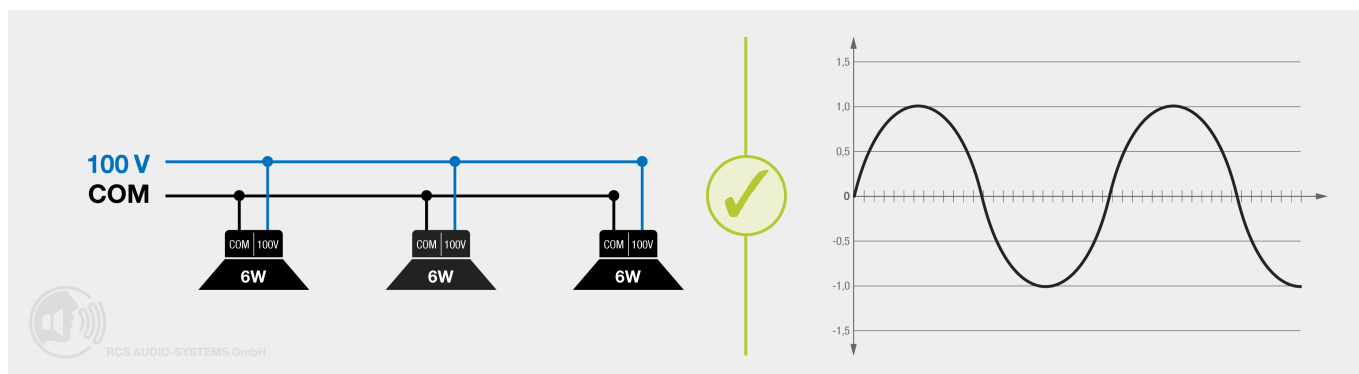 100 V
COM
COM 100V
6W
COM 100V
6W
COM 100V
6W
RCS AUDIO-SYSTEMS GmbH
1,5
1,0
0,5
0
-0,5
-1,0
-1,5